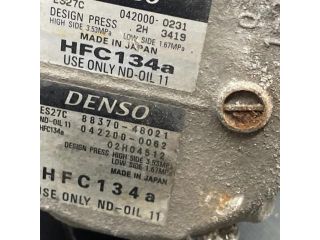 ES27C 042000-0231
DESIGN PRESS .2H 3419
HIGH SIDE 3.53MPa LOW SIDE 1.67MPa
MADE IN JAPAN
HFC134a
USE ONLY ND-OIL 11
DENSO
ES27C 88370-48021
ND-OIL 11 042200-0062
HFC134a 02H04512
DESIGN PRESS HIGH SIDE 3.53MPa
LOW SIDE 1.67MPa
MADE IN JAPAN
HFC134a
USE ONLY ND-OIL 11